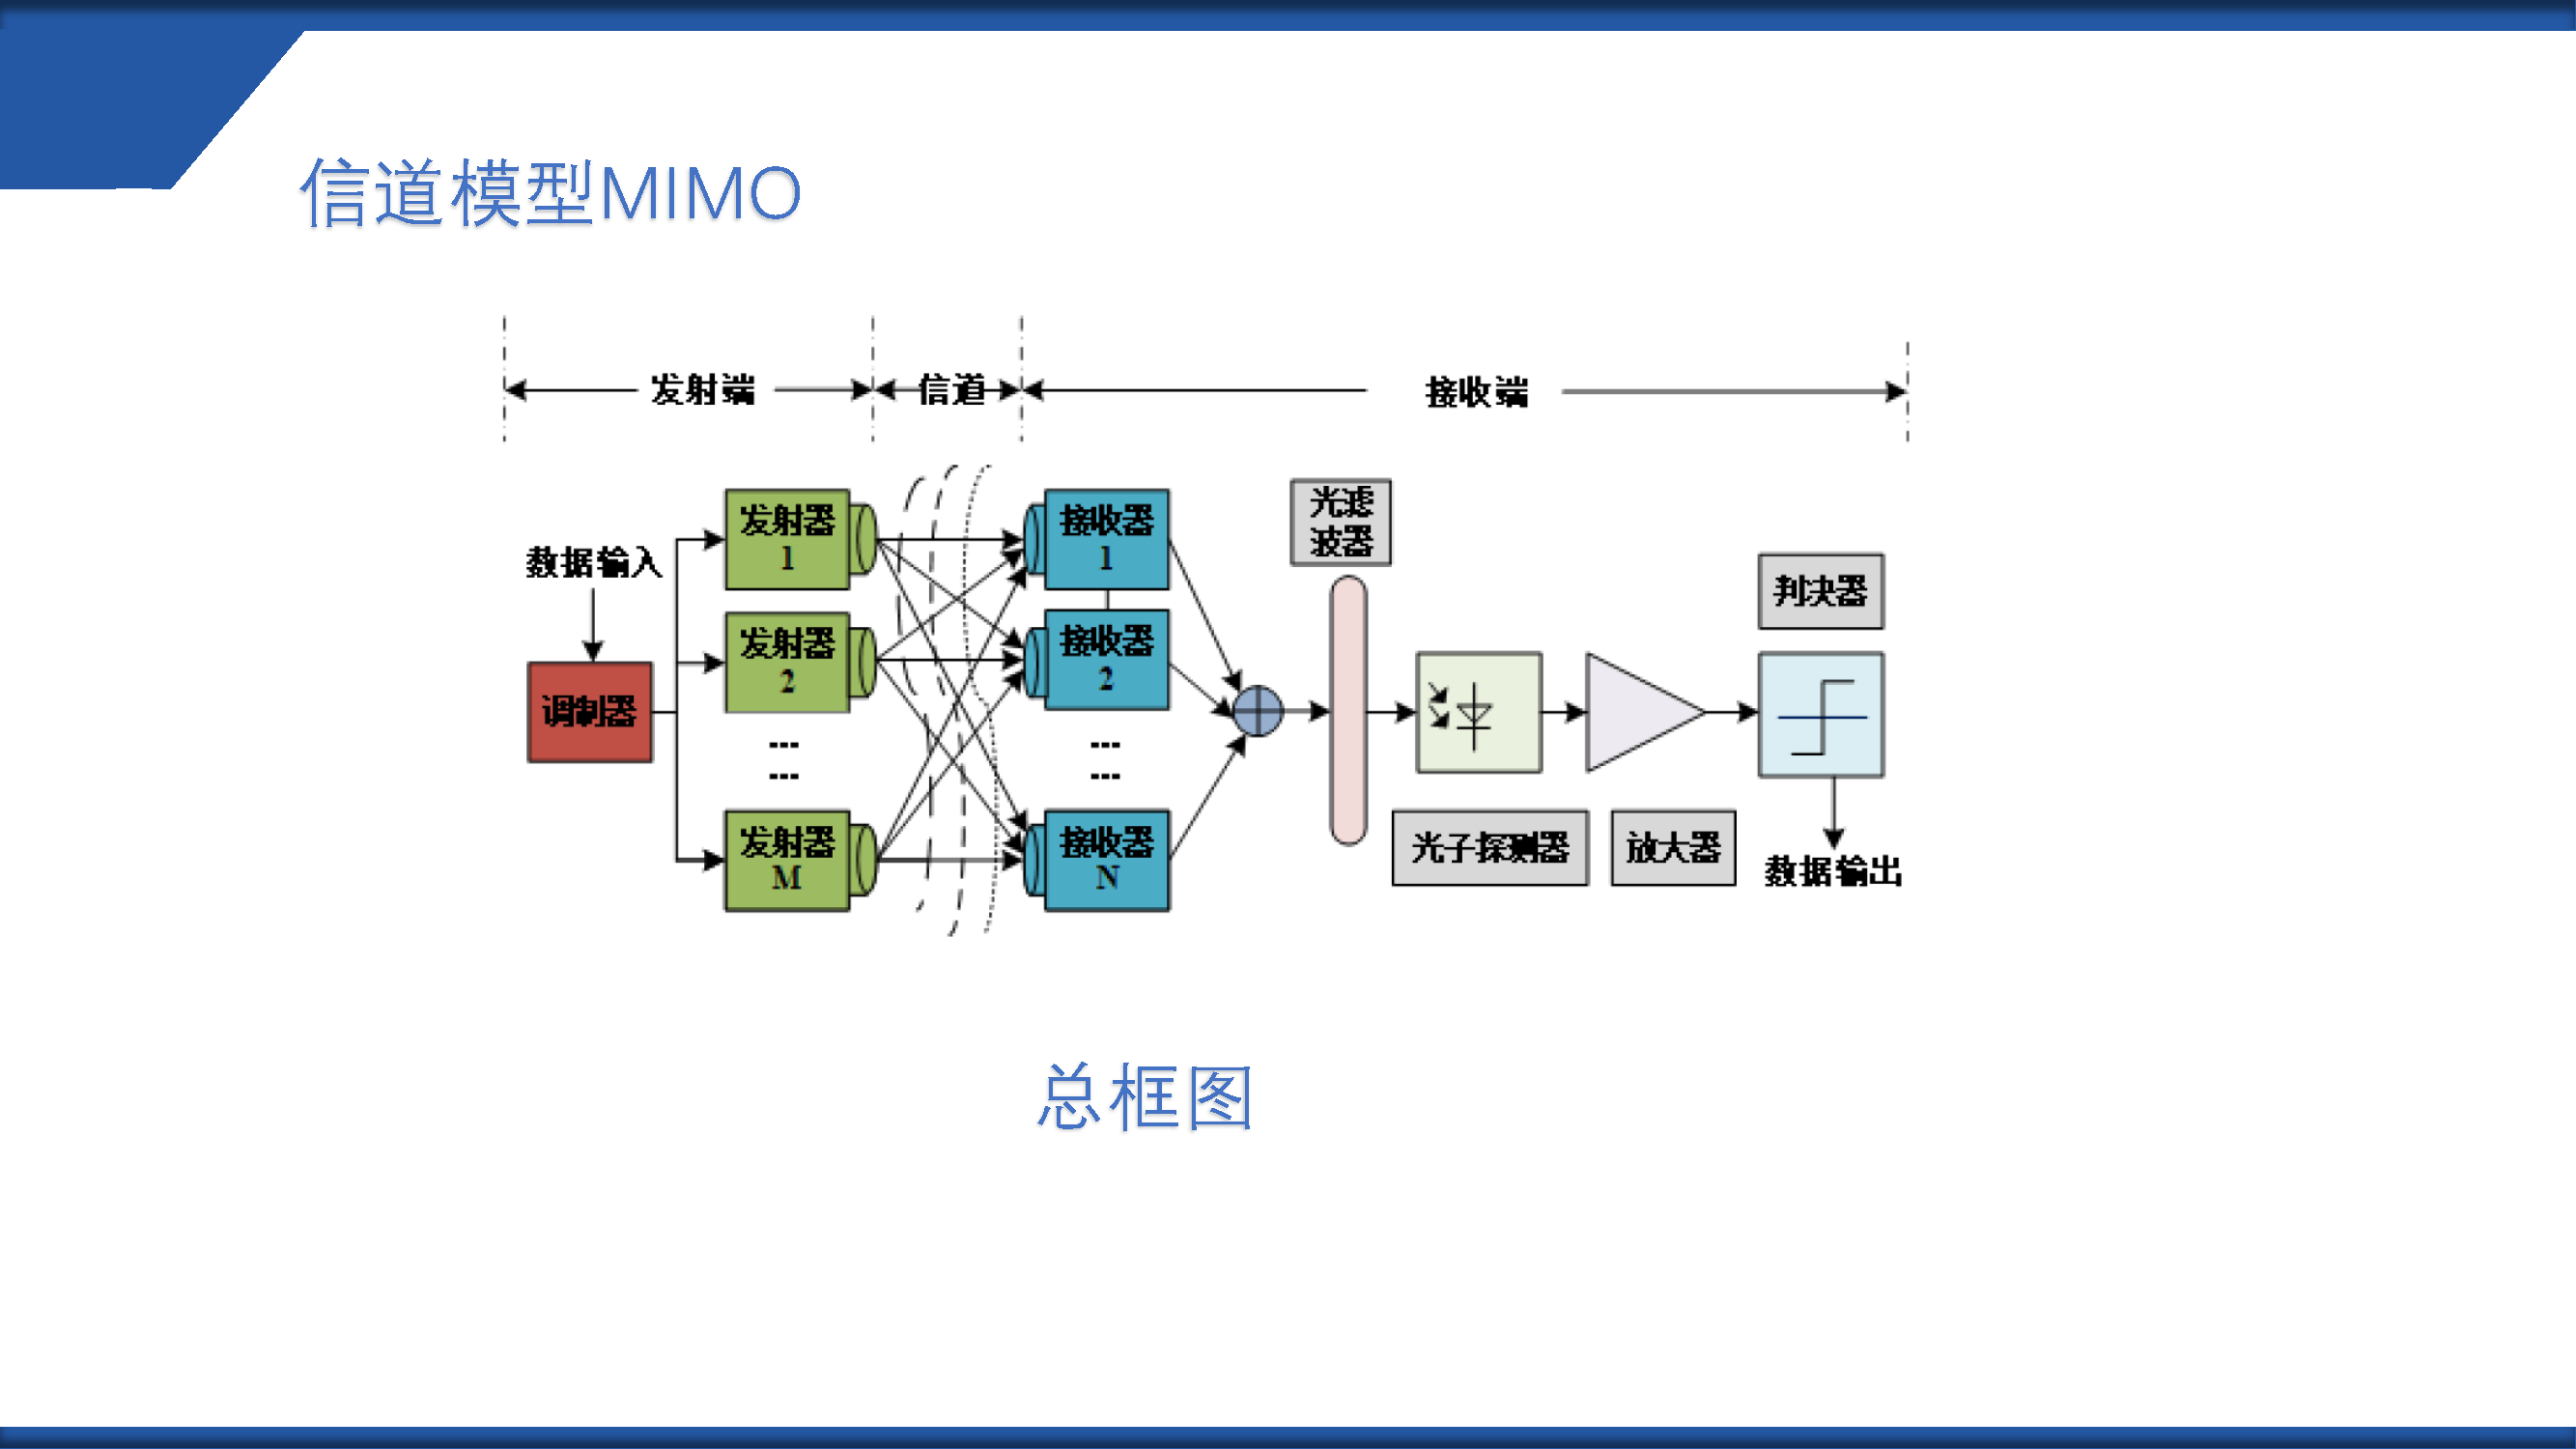 信道模型MIMO
发射端
信道
接收端
数据输入
调制器
发射器
1
发射器
2
---
---
发射器
M
接收器
1
接收器
2
---
---
接收器
N
光滤
波器
光子探测器
放大器
判决器
数据输出
总框图